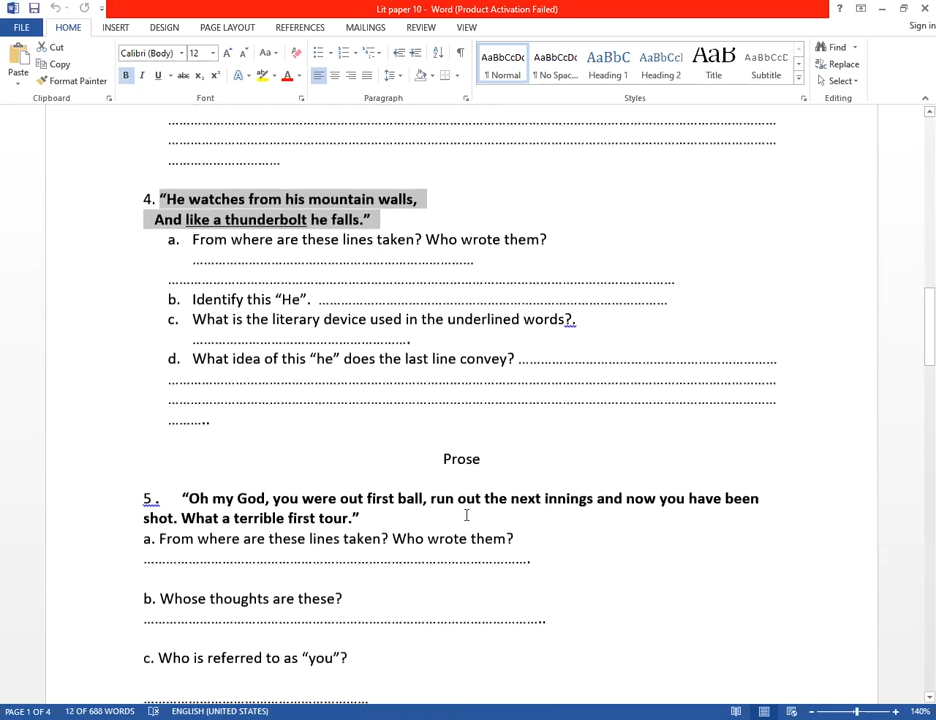 Lit paper 10 - Word (Product Activation Failed)
Sign in
FILE HOME INSERT DESIGN PAGE LAYOUT REFERENCES MAILINGS REVIEW VIEW
Paste
Cut
Copy
Format Painter
Clipboard
Calibri (Body) 12
Font
Paragraph
AaBbCcDc AaBbCcDc AaBbC AaBbCcl AaB AaBbCcD
¶ Normal ¶ No Spac... Heading 1 Heading 2 Title Subtitle
Styles
Find
Replace
Select
Editing
………………………………………………………………………………………………
………………………………………………………………………………………………
…………………………
4. “He watches from his mountain walls,
And like a thunderbolt he falls.”
a. From where are these lines taken? Who wrote them?
…………………………………………………………………
………………………………………………………………………………………………
b. Identify this “He”. ………………………………………………………………………………
c. What is the literary device used in the underlined words?.
………………………………………………….
d. What idea of this “he” does the last line convey? ……………………………………………………………
………………………………………………………………………………………………
………………………………………………………………………………………………
………..
Prose
5 . “Oh my God, you were out first ball, run out the next innings and now you have been
shot. What a terrible first tour.”
a. From where are these lines taken? Who wrote them?
………………………………………………………………………………………….
b. Whose thoughts are these?
……………………………………………………………………………………………..
c. Who is referred to as “you”?
……………………………………………………
PAGE 1 OF 4 12 OF 688 WORDS ENGLISH (UNITED STATES) 140%